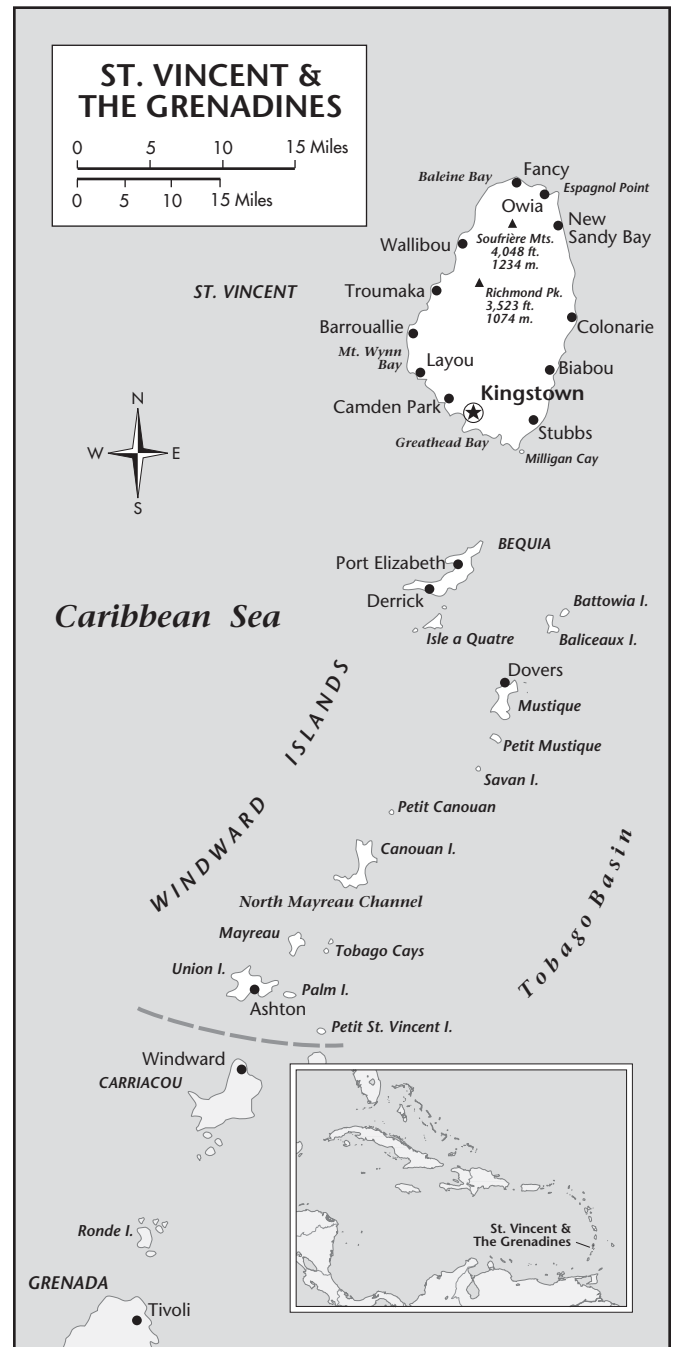 ST. VINCENT &
THE GRENADINES
0 5 10 15 Miles
0 5 10 15 Miles
Baleine Bay
Fancy
Espagnol Point
Owia
New
Sandy Bay
Wallibou
Soufrière Mts.
4,048 ft.
1234 m.
ST. VINCENT
Troumaka
Richmond Pk.
3,523 ft.
1074 m.
Barrouallie
Colonarie
Mt. Wynn
Bay
Layou
Biabou
Kingstown
Camden Park
Stubbs
Greathead Bay
Milligan Cay
N
W E
S
BEQUIA
Port Elizabeth
Derrick
Battowia I.
Caribbean Sea
Isle a Quatre
Baliceaux I.
Dovers
Mustique
WINDWARD ISLANDS
Petit Mustique
Savan I.
Petit Canouan
Canouan I.
Tobago Basin
North Mayreau Channel
Mayreau
Tobago Cays
Union I.
Palm I.
Ashton
Petit St. Vincent I.
Windward
CARRIACOU
Ronde I.
St. Vincent &
The Grenadines
GRENADA
Tivoli